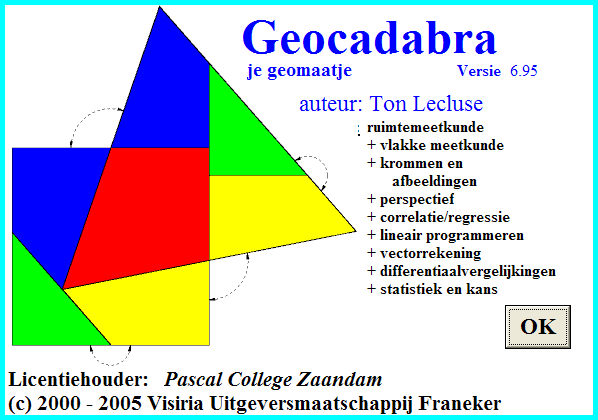 Geocadabra
je geomaatje Versie 6.95
auteur: Ton Lecluse
: ruimtemeetkunde
+ vlakke meetkunde
+ krommen en
afbeeldingen
+ perspectief
+ correlatie/regressie
+ lineair programmeren
+ vectorrekening
+ differentiaalvergelijkingen
+ statistiek en kans
OK
Licentiehouder: Pascal College Zaandam
(c) 2000 - 2005 Visiria Uitgeversmaatschappij Franeker